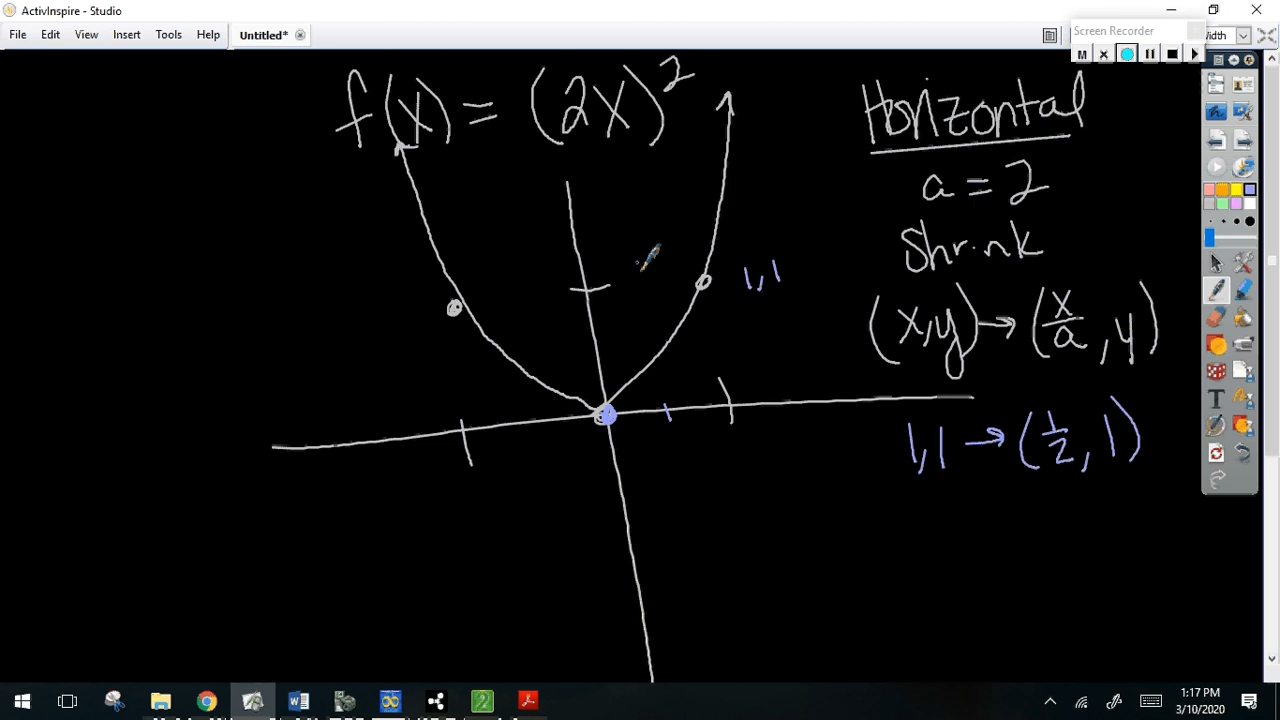 ActivInspire - Studio
File Edit View Insert Tools Help Untitled*
Screen Recorder
width
M
f(x) = (2x)²
Horizontal
a = 2
Shrink
(x,y) → (x/a, y)
1,1
1,1 → (1/2, 1)
T
1:17 PM
3/10/2020